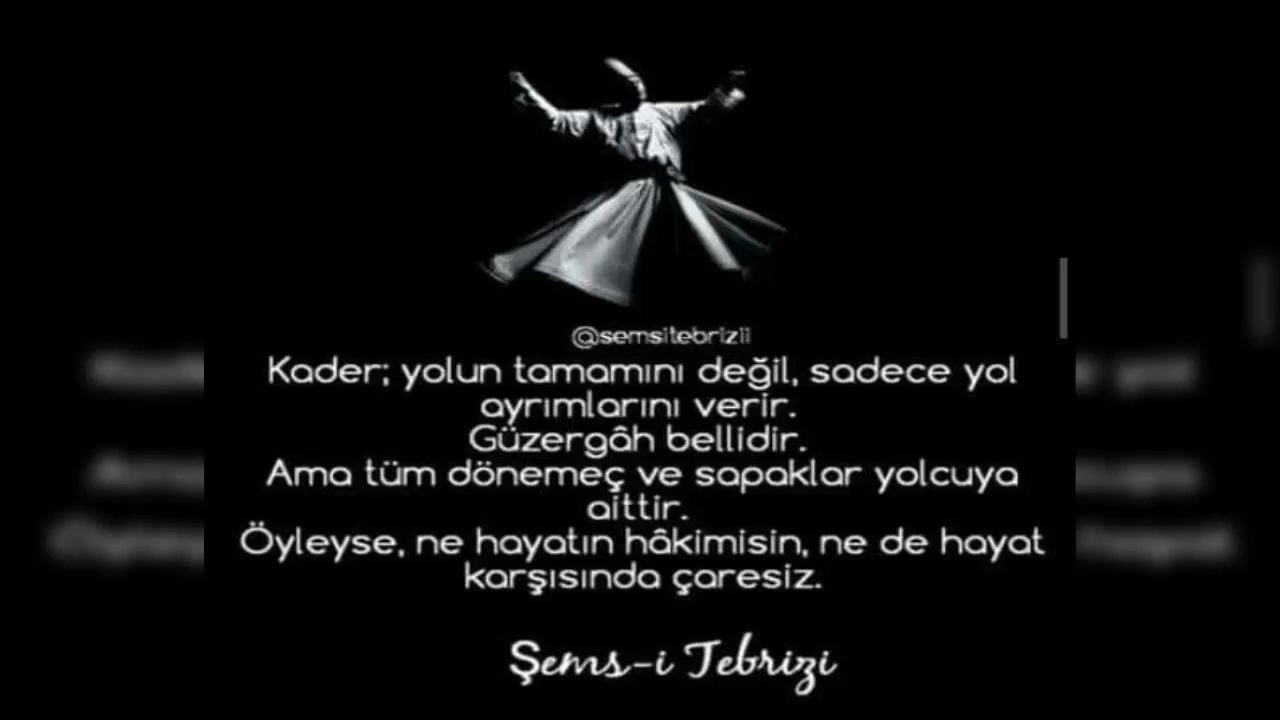 @semsitebrizii
Kader; yolun tamamını değil, sadece yol
ayrımlarını verir.
Güzergâh bellidir.
Ama tüm dönemeç ve sapaklar yolcuya
aittir.
Öyleyse, ne hayatın hâkimisin, ne de hayat
karşısında çaresiz.
Şems-i Tebrizi